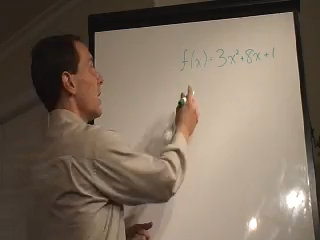 f(x) = 3x²+8x+1